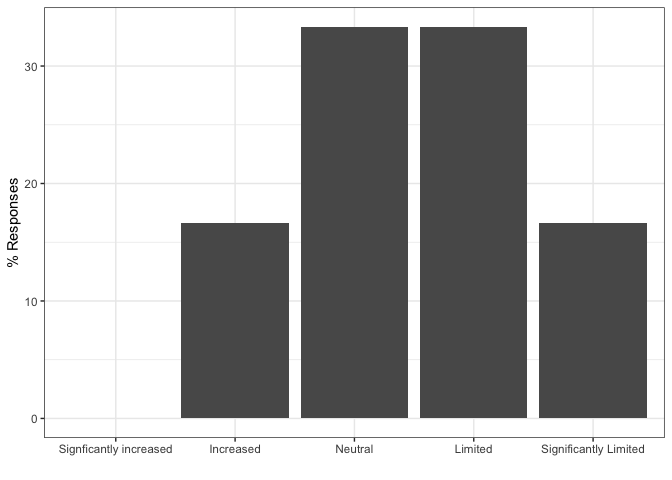 % Responses
30
20
10
0
Signficantly increased
Increased
Neutral
Limited
Significantly Limited